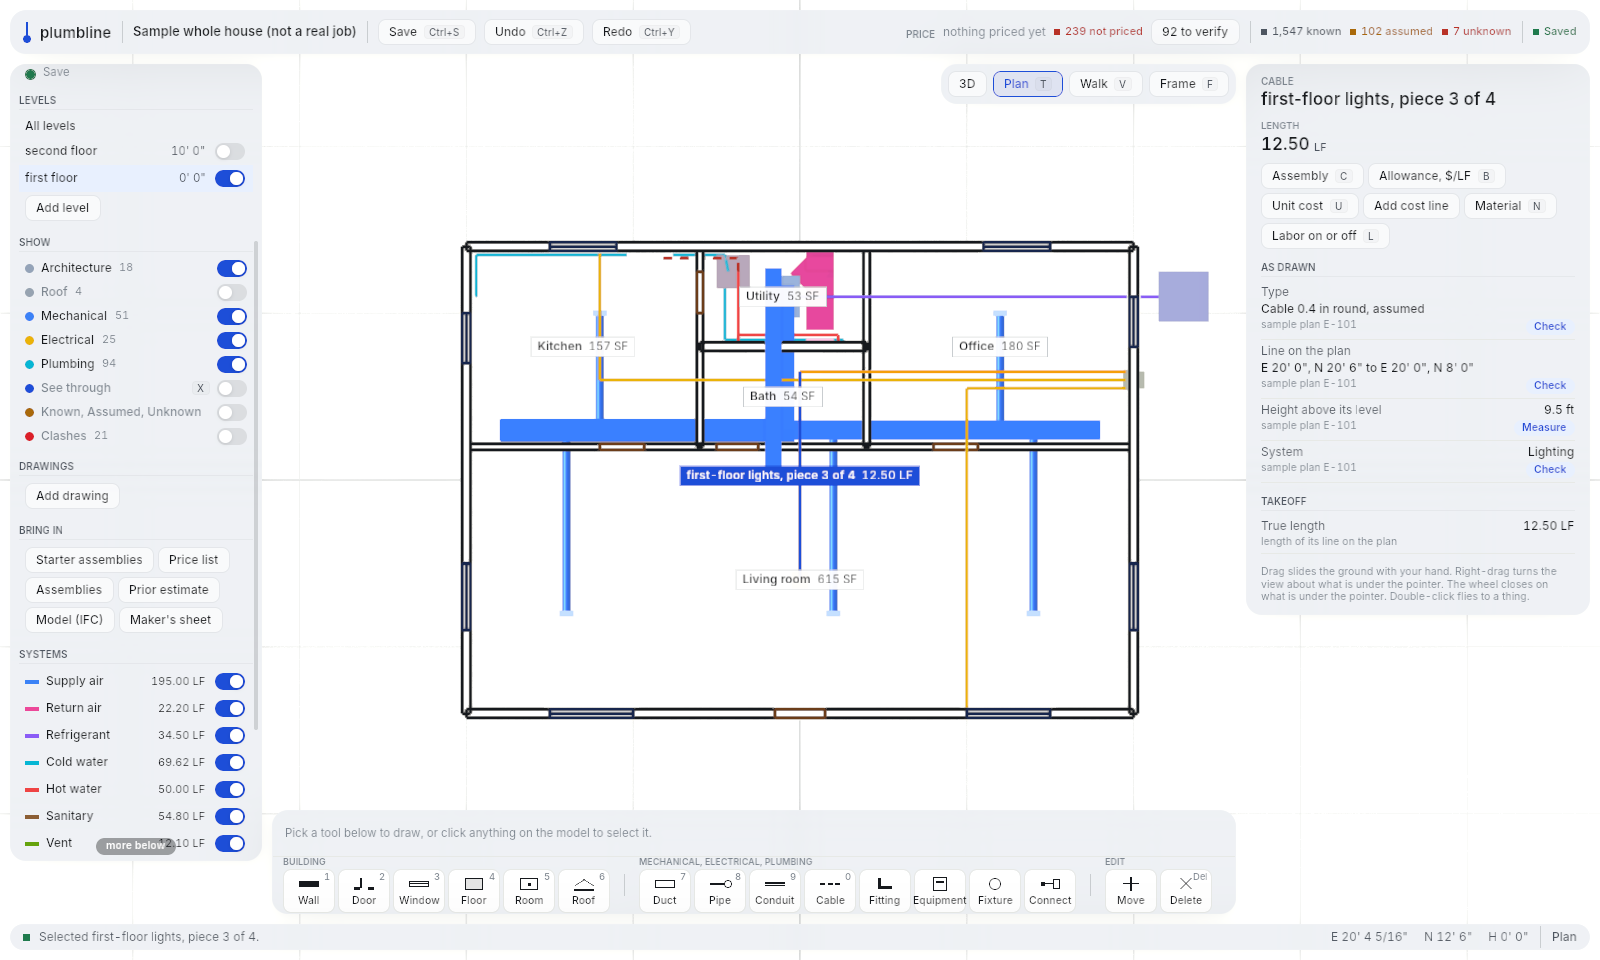 plumbline
Sample whole house (not a real job)
Save Ctrl+S
Undo Ctrl+Z
Redo Ctrl+Y
PRICE nothing priced yet
239 not priced
92 to verify
1,547 known
102 assumed
7 unknown
Saved
Save
LEVELS
All levels
second floor 10' 0"
first floor 0' 0"
Add level
SHOW
Architecture 18
Roof 4
Mechanical 51
Electrical 25
Plumbing 94
See through X
Known, Assumed, Unknown
Clashes 21
DRAWINGS
Add drawing
BRING IN
Starter assemblies Price list
Assemblies Prior estimate
Model (IFC) Maker's sheet
SYSTEMS
Supply air 195.00 LF
Return air 22.20 LF
Refrigerant 34.50 LF
Cold water 69.62 LF
Hot water 50.00 LF
Sanitary 54.80 LF
Vent 12.10 LF
more below
3D
Plan T
Walk V
Frame F
Utility 53 SF
Kitchen 157 SF
Office 180 SF
Bath 54 SF
first-floor lights, piece 3 of 4 12.50 LF
Living room 615 SF
CABLE
first-floor lights, piece 3 of 4
LENGTH
12.50 LF
Assembly C
Allowance, $/LF B
Unit cost U
Add cost line
Material N
Labor on or off L
AS DRAWN
Type
Cable 0.4 in round, assumed
sample plan E-101 Check
Line on the plan
E 20' 0", N 20' 6" to E 20' 0", N 8' 0"
sample plan E-101 Check
Height above its level 9.5 ft
sample plan E-101 Measure
System Lighting
sample plan E-101 Check
TAKEOFF
True length 12.50 LF
length of its line on the plan
Drag slides the ground with your hand. Right-drag turns the
view about what is under the pointer. The wheel closes on
what is under the pointer. Double-click flies to a thing.
Pick a tool below to draw, or click anything on the model to select it.
BUILDING
Wall 1
Door 2
Window 3
Floor 4
Room 5
Roof 6
MECHANICAL, ELECTRICAL, PLUMBING
Duct 7
Pipe 8
Conduit 9
Cable 0
Fitting
Equipment
Fixture
Connect
EDIT
Move
Delete Del
Selected first-floor lights, piece 3 of 4.
E 20' 4 5/16" N 12' 6" H 0' 0" Plan